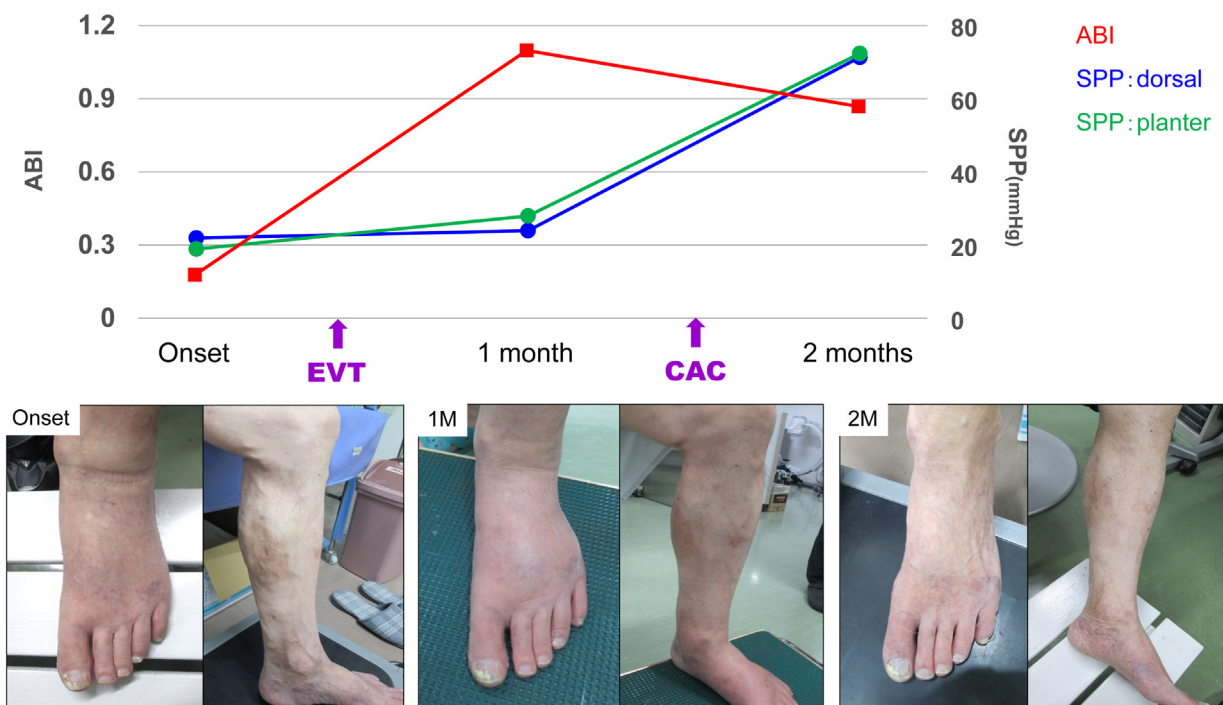 1.2
0.9
0.6
0.3
0
ABI
80
60
40
20
0
SPP(mmHg)
ABI
SPP:dorsal
SPP:planter
Onset
1 month
2 months
EVT
CAC
Onset
1M
2M